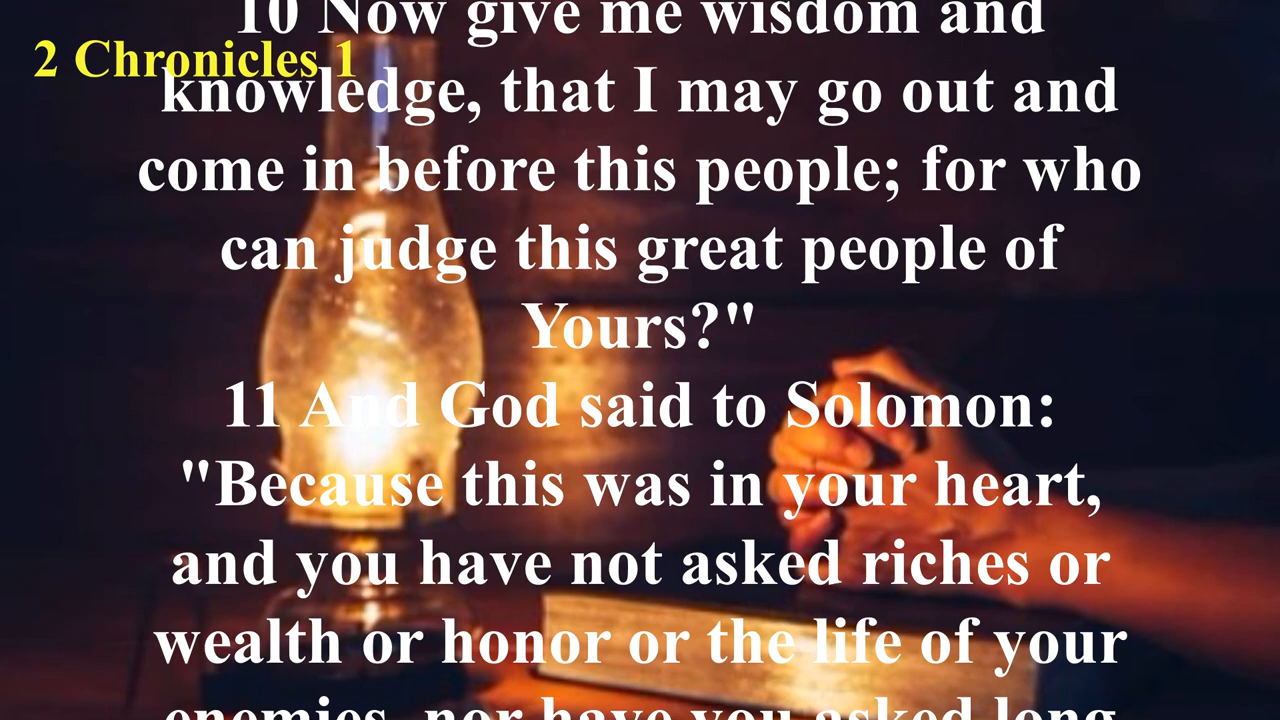 10 Now give me wisdom and
2 Chronicles 1
knowledge, that I may go out and
come in before this people; for who
can judge this great people of
Yours?"
11 And God said to Solomon:
"Because this was in your heart,
and you have not asked riches or
wealth or honor or the life of your
enemies, nor have you asked long